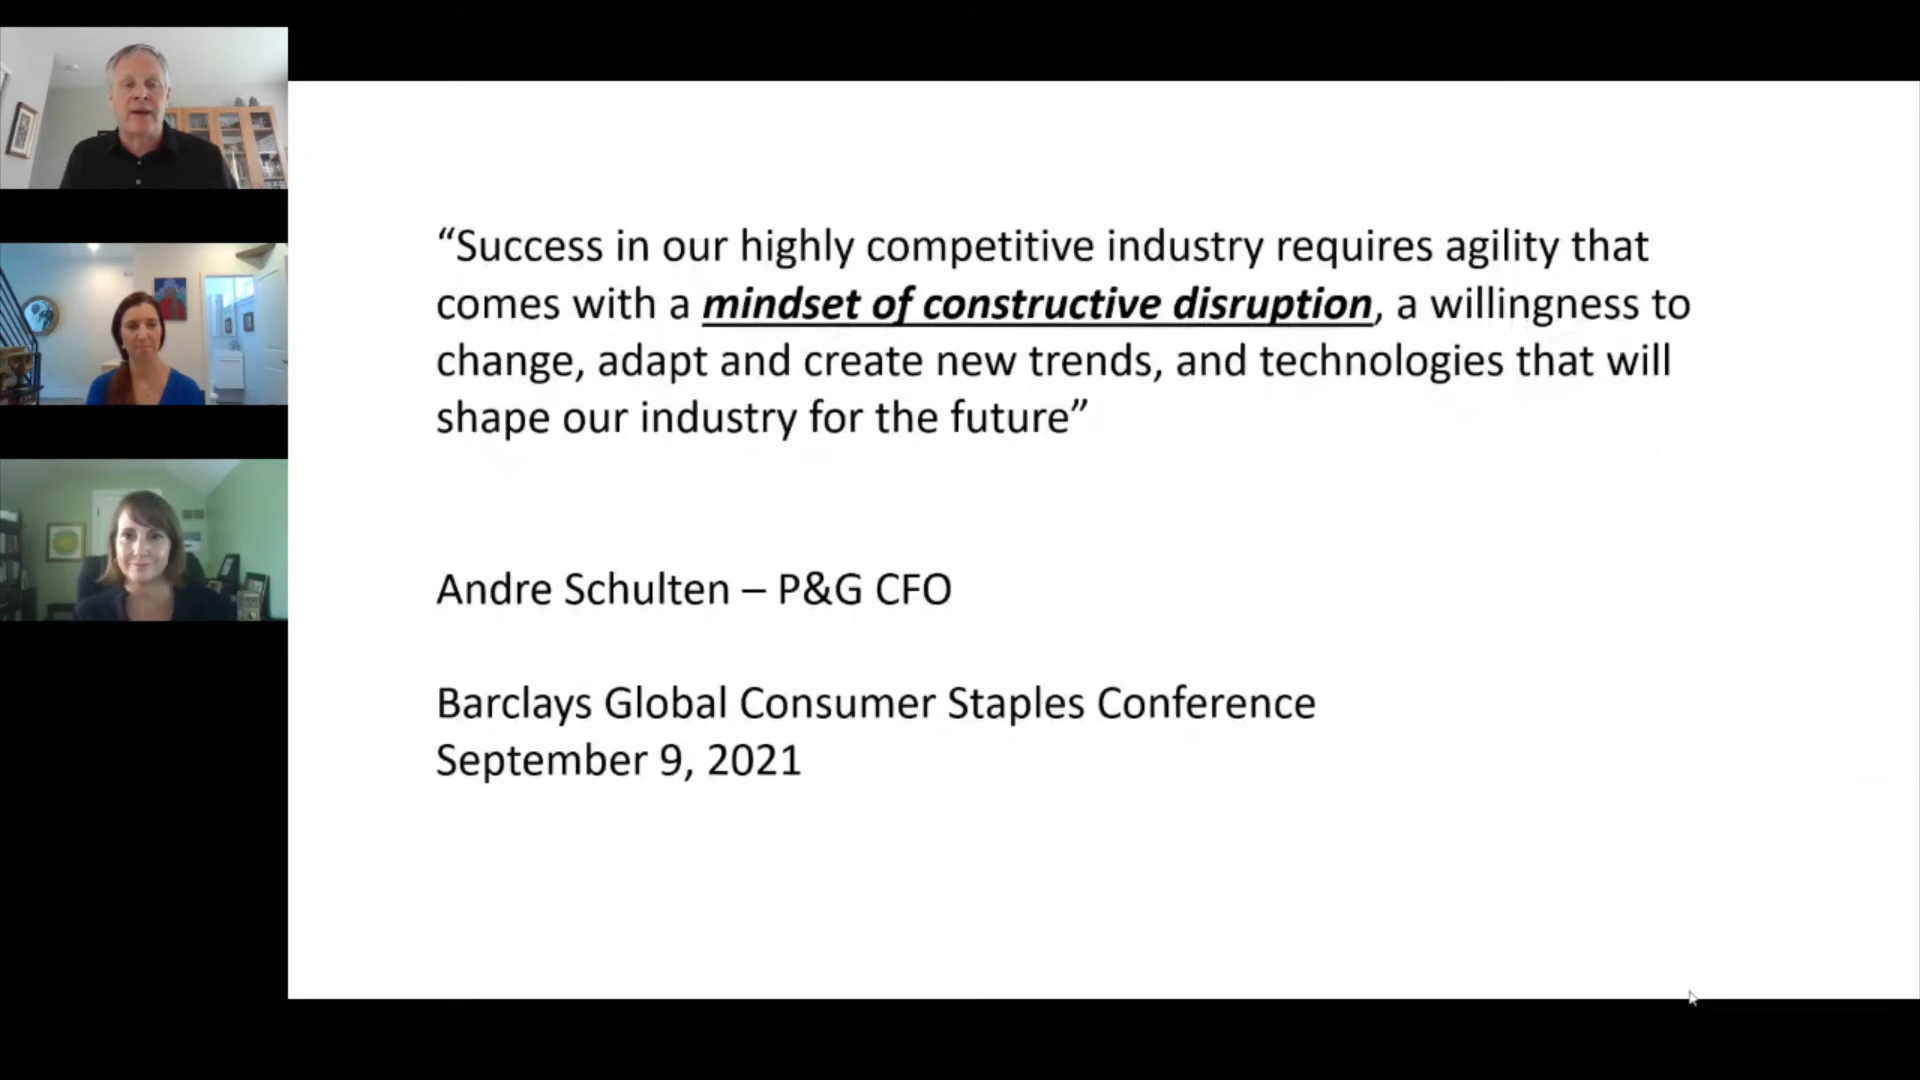 “Success in our highly competitive industry requires agility that
comes with a mindset of constructive disruption, a willingness to
change, adapt and create new trends, and technologies that will
shape our industry for the future”
Andre Schulten – P&G CFO
Barclays Global Consumer Staples Conference
September 9, 2021